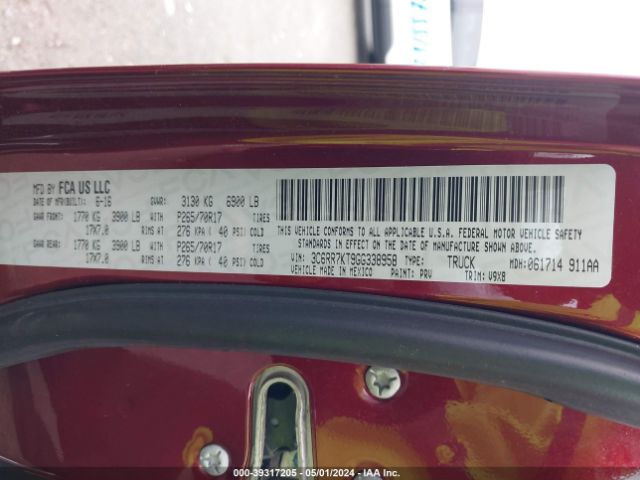 MFD BY FCA US LLC
DATE OF MFR(BUILT): 6-16 GVWR: 3130 KG 6900 LB
GAWR FRONT: 1770 KG 3900 LB WITH P265/70R17 TIRES
17X7.0 RIMS AT 276 KPA ( 40 PSI) COLD
GAWR REAR: 1770 KG 3900 LB WITH P265/70R17 TIRES
17X7.0 RIMS AT 276 KPA ( 40 PSI) COLD
THIS VEHICLE CONFORMS TO ALL APPLICABLE U.S.A. FEDERAL MOTOR VEHICLE SAFETY
STANDARDS IN EFFECT ON THE DATE OF MANUFACTURE SHOWN ABOVE.
VIN: 3C6RR7KT9GG338958 TYPE: TRUCK MDH: 061714 911AA
VEHICLE MADE IN MEXICO PAINT: PRV TRIM: V9X8
000-39317205 - 05/01/2024 - IAA Inc.